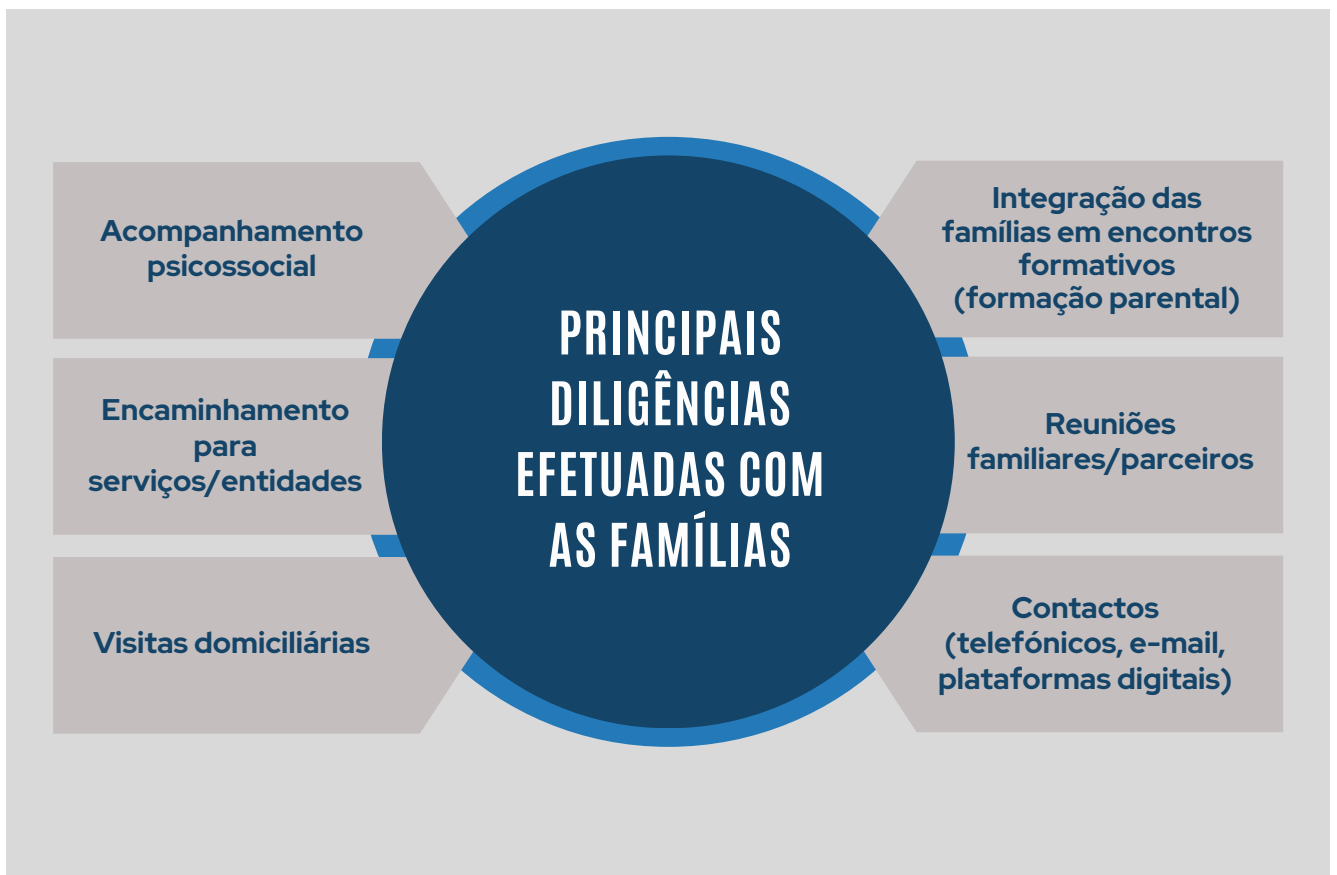 Acompanhamento
psicossocial
Encaminhamento
para
serviços/entidades
Visitas domiciliárias
PRINCIPAIS
DILIGÊNCIAS
EFETUADAS COM
AS FAMÍLIAS
Integração das
famílias em encontros
formativos
(formação parental)
Reuniões
familiares/parceiros
Contactos
(telefónicos, e-mail,
plataformas digitais)